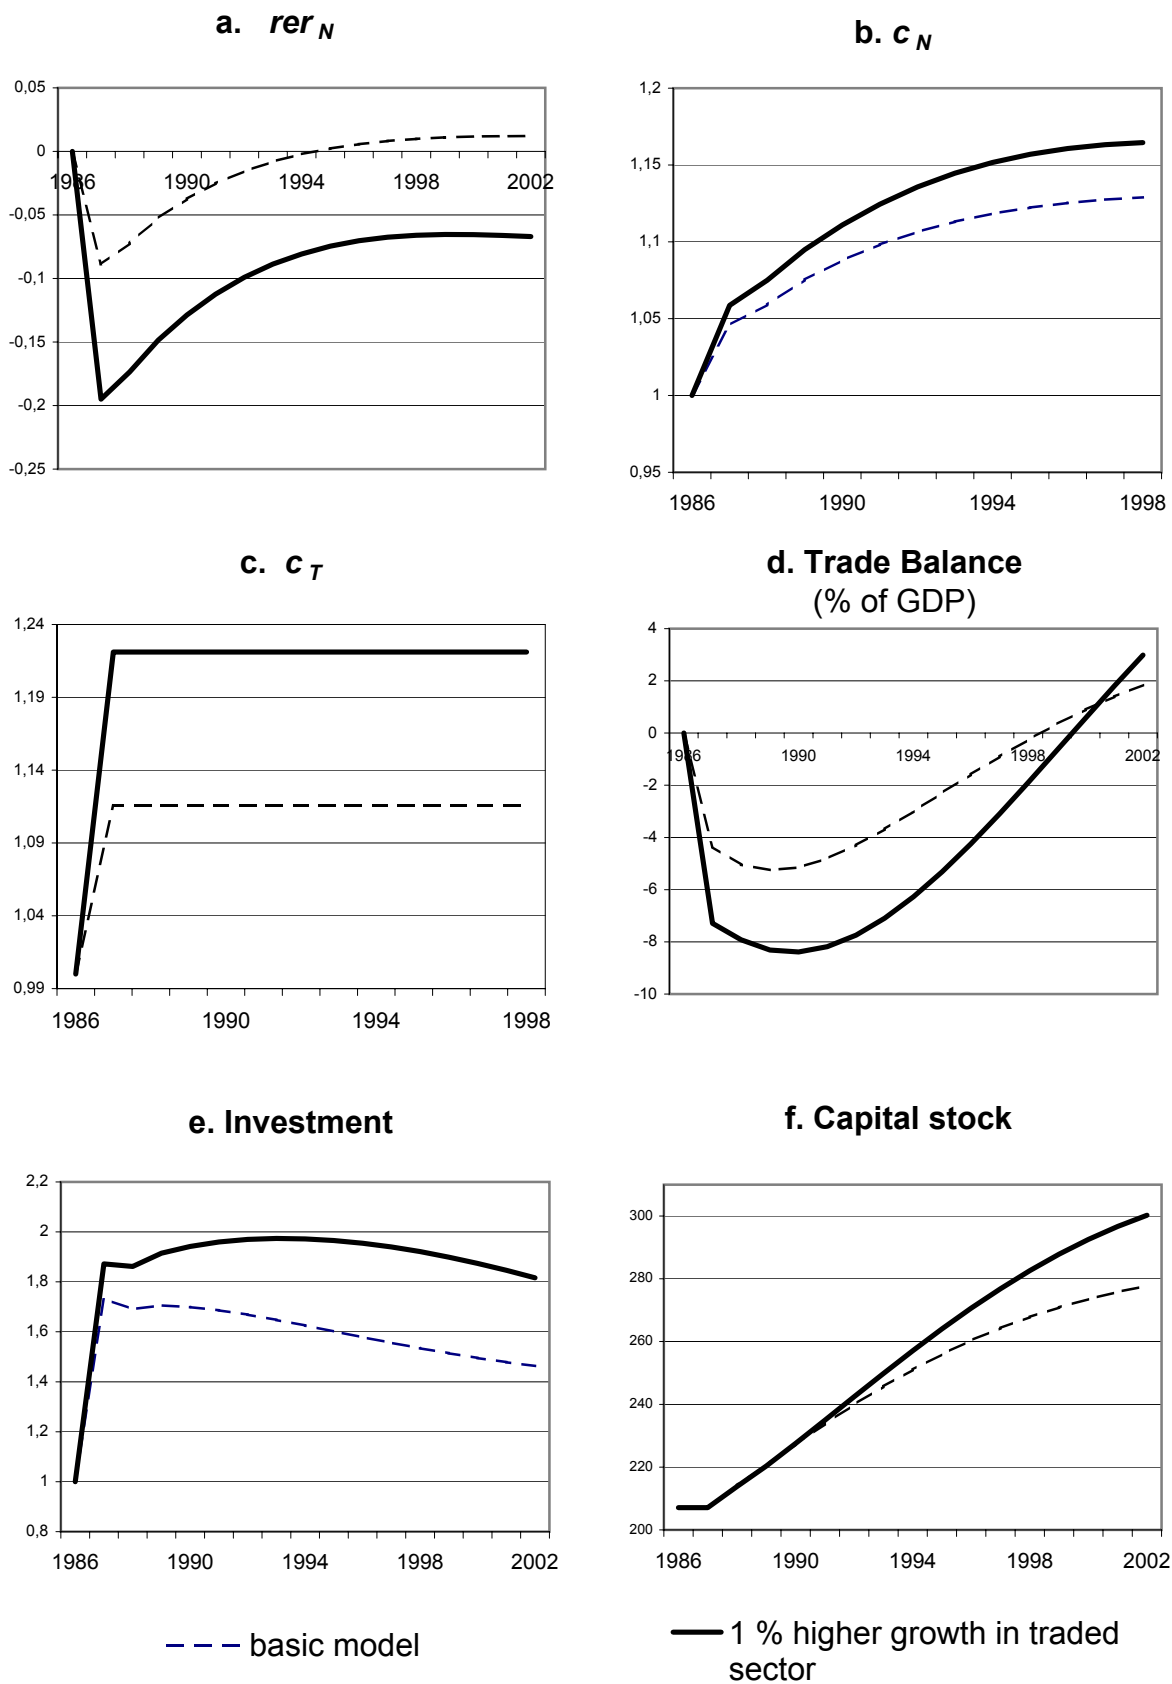 a. rer N
0,05
0
-0,05
-0,1
-0,15
-0,2
-0,25
1986 1990 1994 1998 2002
b. c N
1,2
1,15
1,1
1,05
1
0,95
1986 1990 1994 1998
c. c T
1,24
1,19
1,14
1,09
1,04
0,99
1986 1990 1994 1998
d. Trade Balance
(% of GDP)
4
2
0
-2
-4
-6
-8
-10
1986 1990 1994 1998 2002
e. Investment
2,2
2
1,8
1,6
1,4
1,2
1
0,8
1986 1990 1994 1998 2002
f. Capital stock
300
280
260
240
220
200
1986 1990 1994 1998 2002
basic model
1 % higher growth in traded
sector